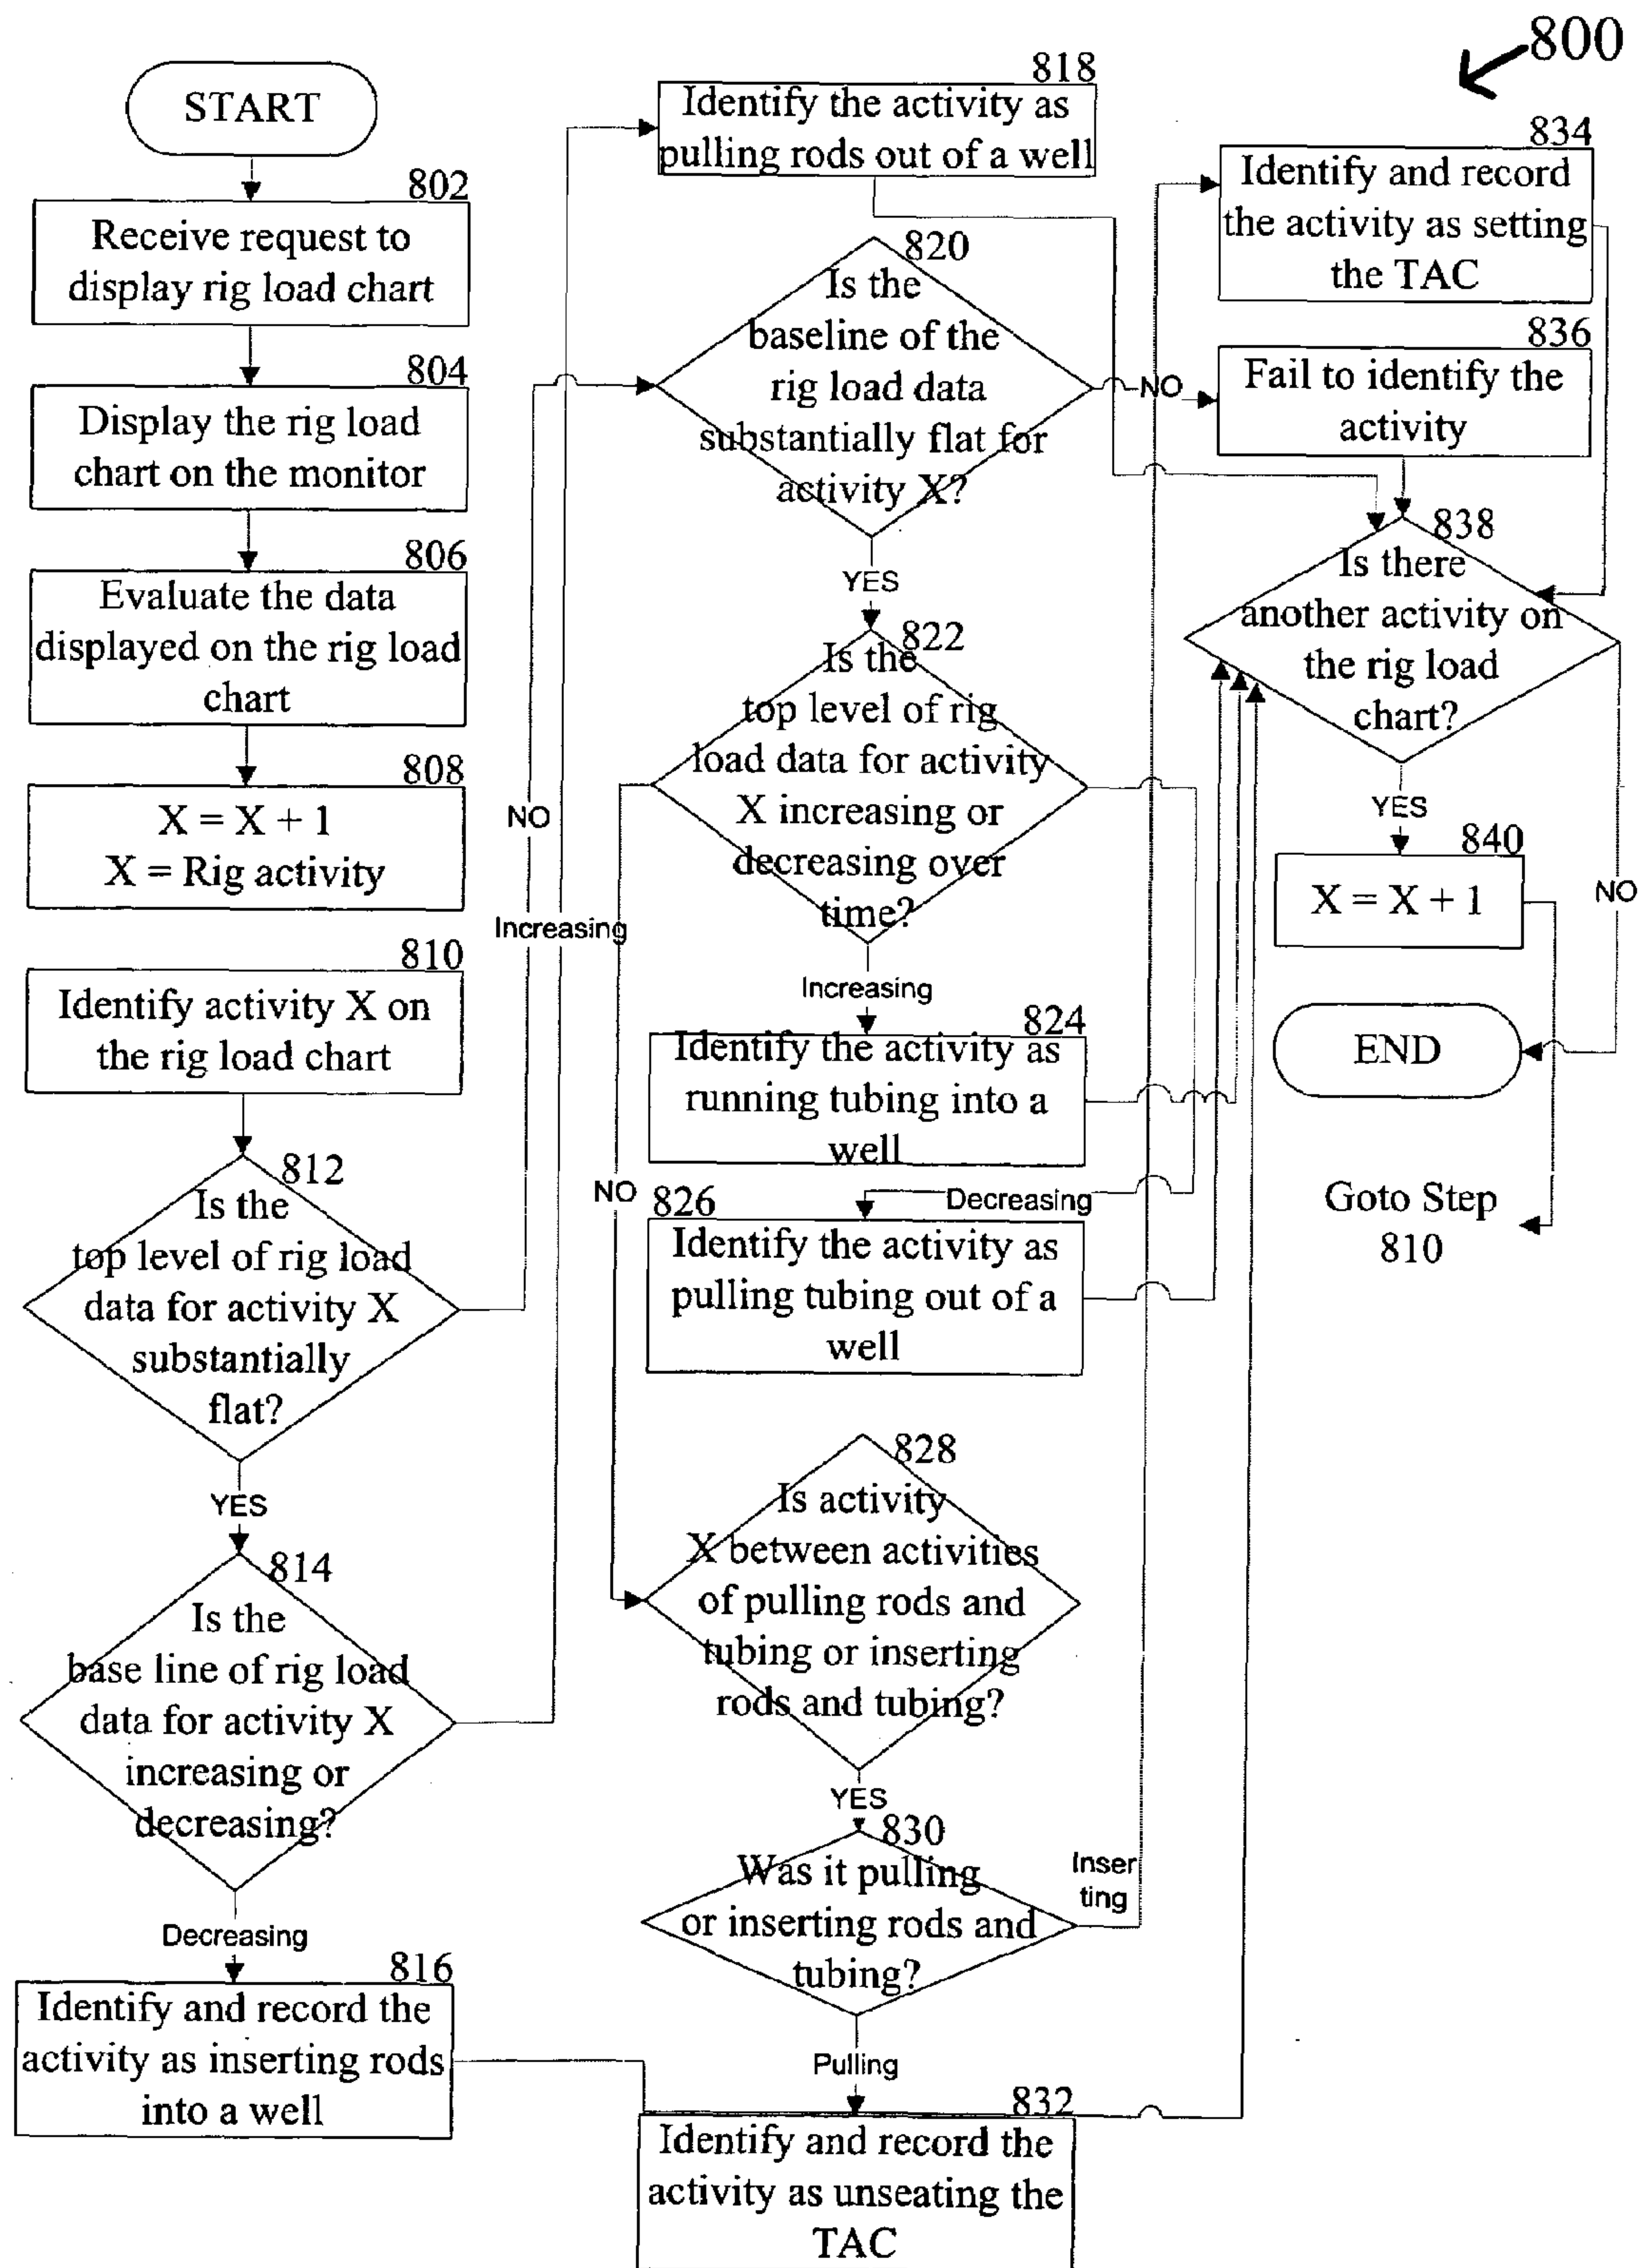 800
START
802
Receive request to
display rig load chart
804
Display the rig load
chart on the monitor
806
Evaluate the data
displayed on the rig load
chart
808
X = X + 1
X = Rig activity
810
Identify activity X on
the rig load chart
812
Is the
top level of rig load
data for activity X
substantially
flat?
NO
YES
814
Is the
base line of rig load
data for activity X
increasing or
decreasing?
Increasing
Decreasing
816
Identify and record the
activity as inserting rods
into a well
818
Identify the activity as
pulling rods out of a well
820
Is the
baseline of the
rig load data
substantially flat for
activity X?
NO
YES
822
Is the
top level of rig
load data for activity
X increasing or
decreasing over
time?
Increasing
824
Identify the activity as
running tubing into a
well
NO
Decreasing
826
Identify the activity as
pulling tubing out of a
well
828
Is activity
X between activities
of pulling rods and
tubing or inserting
rods and tubing?
YES
830
Was it pulling
or inserting rods and
tubing?
Inser
ting
Pulling
832
Identify and record the
activity as unseating the
TAC
834
Identify and record
the activity as setting
the TAC
836
Fail to identify the
activity
838
Is there
another activity on
the rig load
chart?
YES
NO
840
X = X + 1
END
Goto Step
810